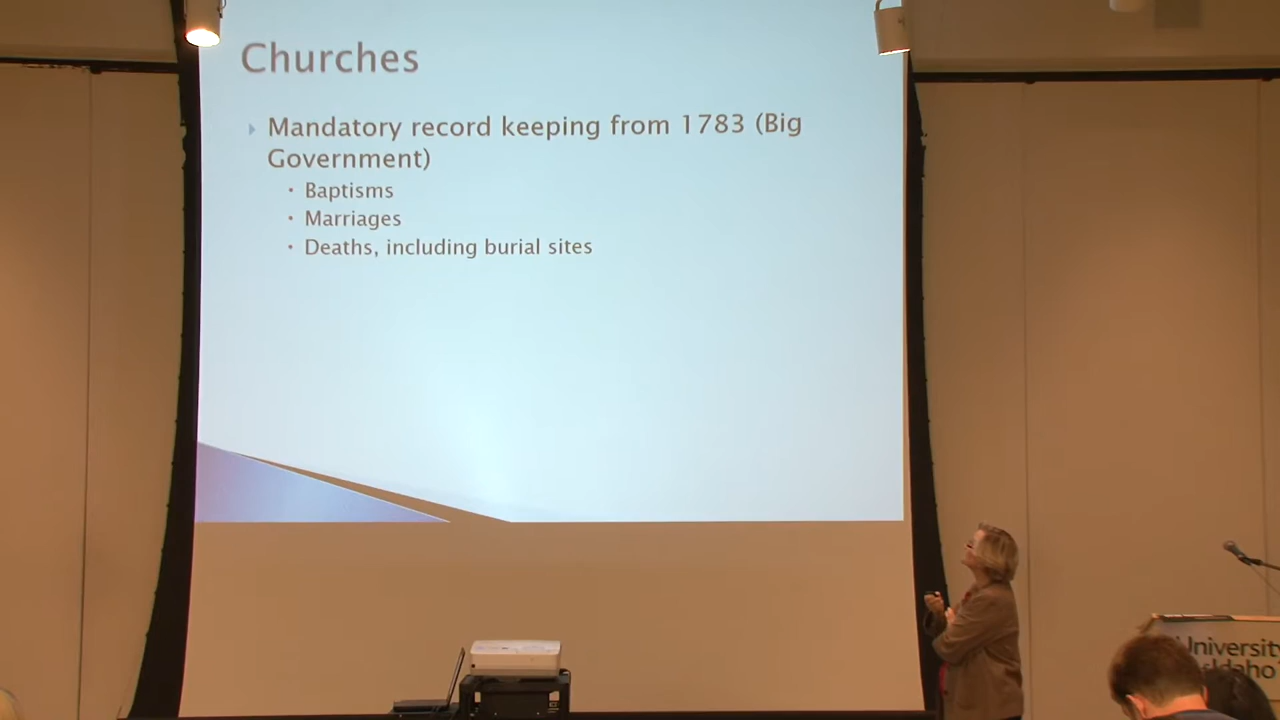 Churches
Mandatory record keeping from 1783 (Big
Government)
Baptisms
Marriages
Deaths, including burial sites
University
Idaho